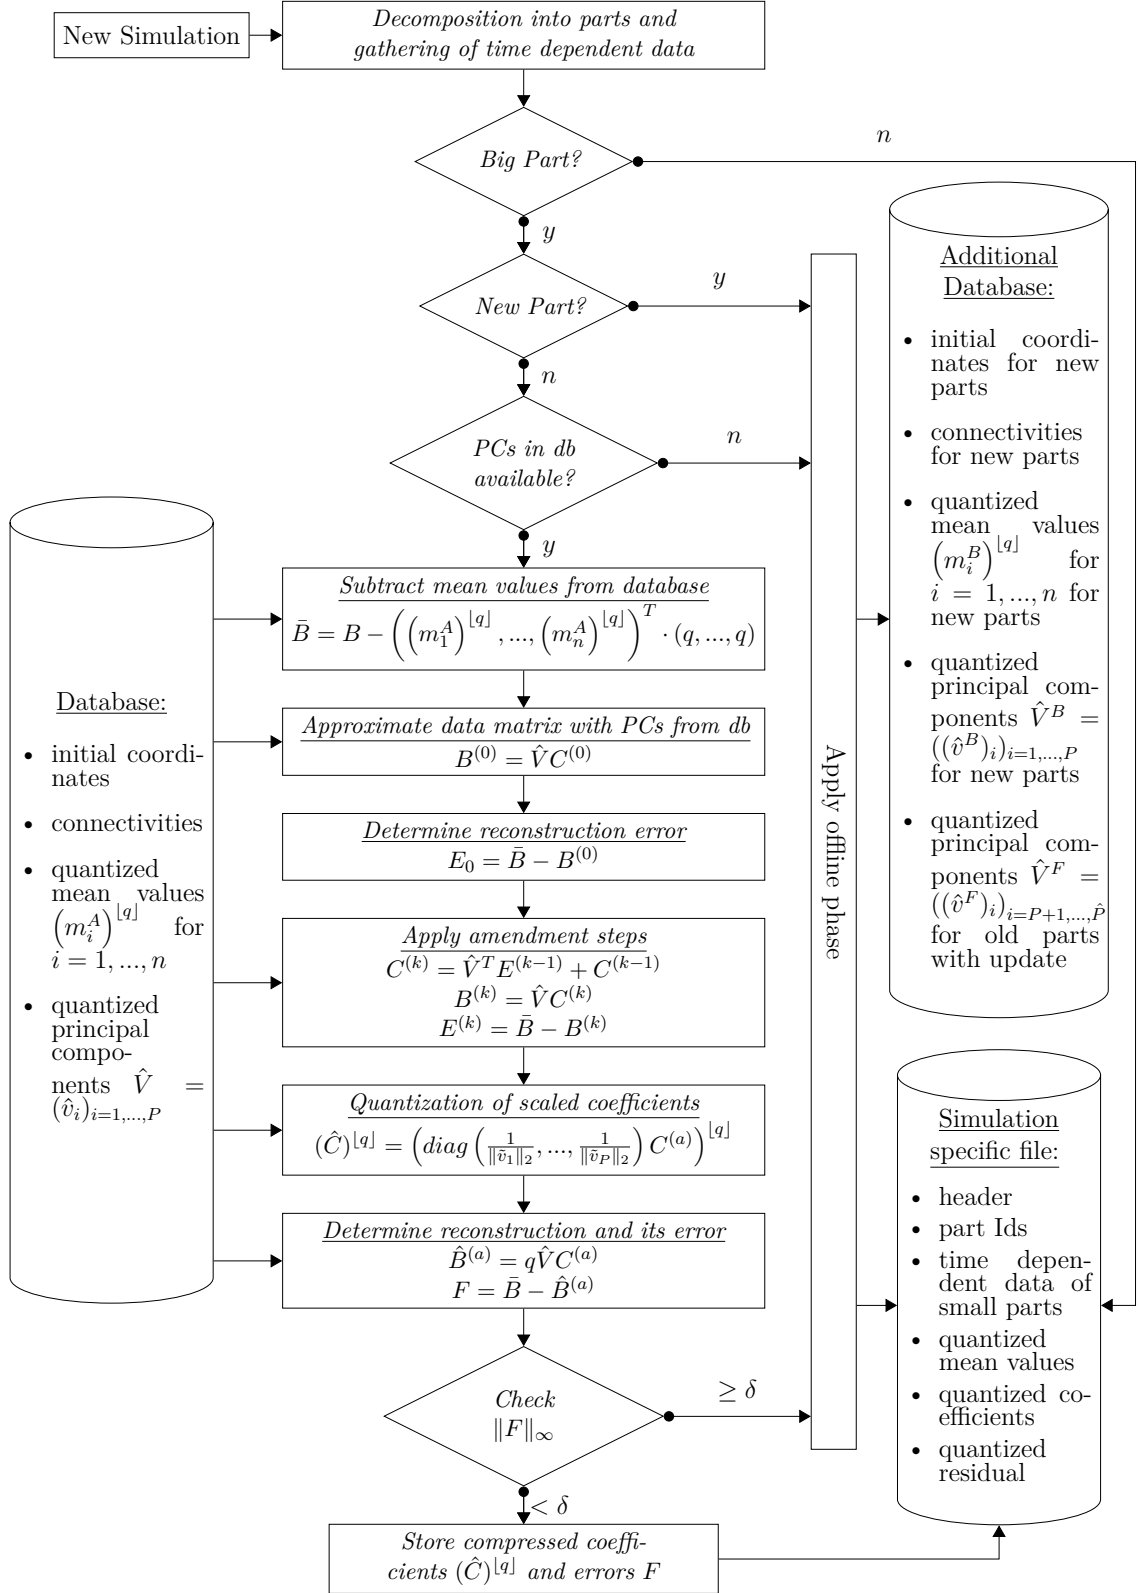 New Simulation
Decomposition into parts and
gathering of time dependent data
Big Part?
n
y
New Part?
y
n
PCs in db
available?
n
y
Subtract mean values from database
B̄ = B − ((m_1^A)^{⌊q⌋}, ..., (m_n^A)^{⌊q⌋})^T · (q, ..., q)
Approximate data matrix with PCs from db
B^{(0)} = V̂C^{(0)}
Determine reconstruction error
E_0 = B̄ − B^{(0)}
Apply amendment steps
C^{(k)} = V̂^T E^{(k−1)} + C^{(k−1)}
B^{(k)} = V̂C^{(k)}
E^{(k)} = B̄ − B^{(k)}
Quantization of scaled coefficients
(Ĉ)^{⌊q⌋} = (diag(1/‖ṽ_1‖_2, ..., 1/‖ṽ_P‖_2) C^{(a)})^{⌊q⌋}
Determine reconstruction and its error
B̂^{(a)} = qV̂C^{(a)}
F = B̄ − B̂^{(a)}
Check
‖F‖_∞
≥ δ
< δ
Store compressed coeffi-
cients (Ĉ)^{⌊q⌋} and errors F
Database:
• initial coordi-
nates
• connectivities
• quantized
mean values
(m_i^A)^{⌊q⌋} for
i = 1, ..., n
• quantized
principal
compo-
nents V̂ =
(v̂_i)_{i=1,...,P}
Apply offline phase
Additional
Database:
• initial coordi-
nates for new
parts
• connectivities
for new parts
• quantized
mean values
(m_i^B)^{⌊q⌋} for
i = 1, ..., n for
new parts
• quantized
principal com-
ponents V̂^B =
((v̂^B)_i)_{i=1,...,P}
for new parts
• quantized
principal com-
ponents V̂^F =
((v̂^F)_i)_{i=P+1,...,P̂}
for old parts
with update
Simulation
specific file:
• header
• part Ids
• time depen-
dent data of
small parts
• quantized
mean values
• quantized co-
efficients
• quantized
residual